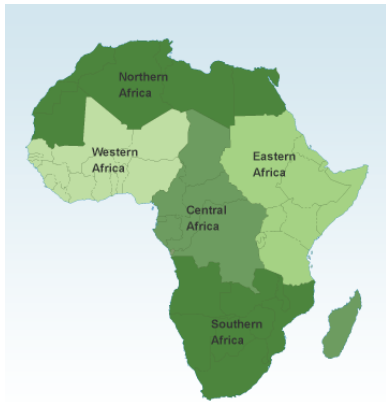 Northern
Africa
Western
Africa
Eastern
Africa
Central
Africa
Southern
Africa